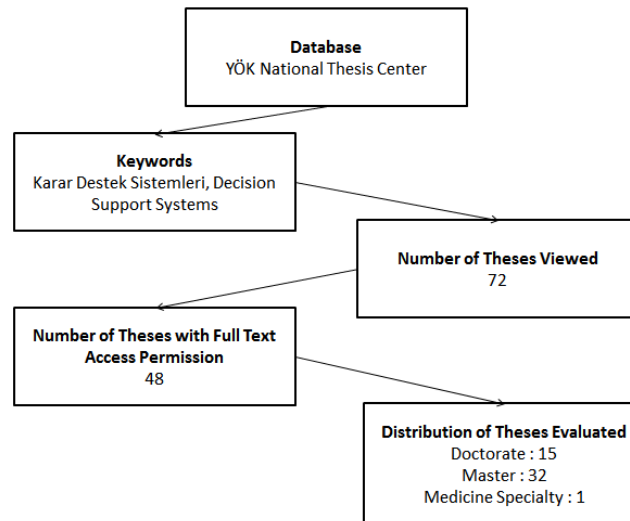 Database
YÖK National Thesis Center
Keywords
Karar Destek Sistemleri, Decision
Support Systems
Number of Theses Viewed
72
Number of Theses with Full Text
Access Permission
48
Distribution of Theses Evaluated
Doctorate : 15
Master : 32
Medicine Specialty : 1